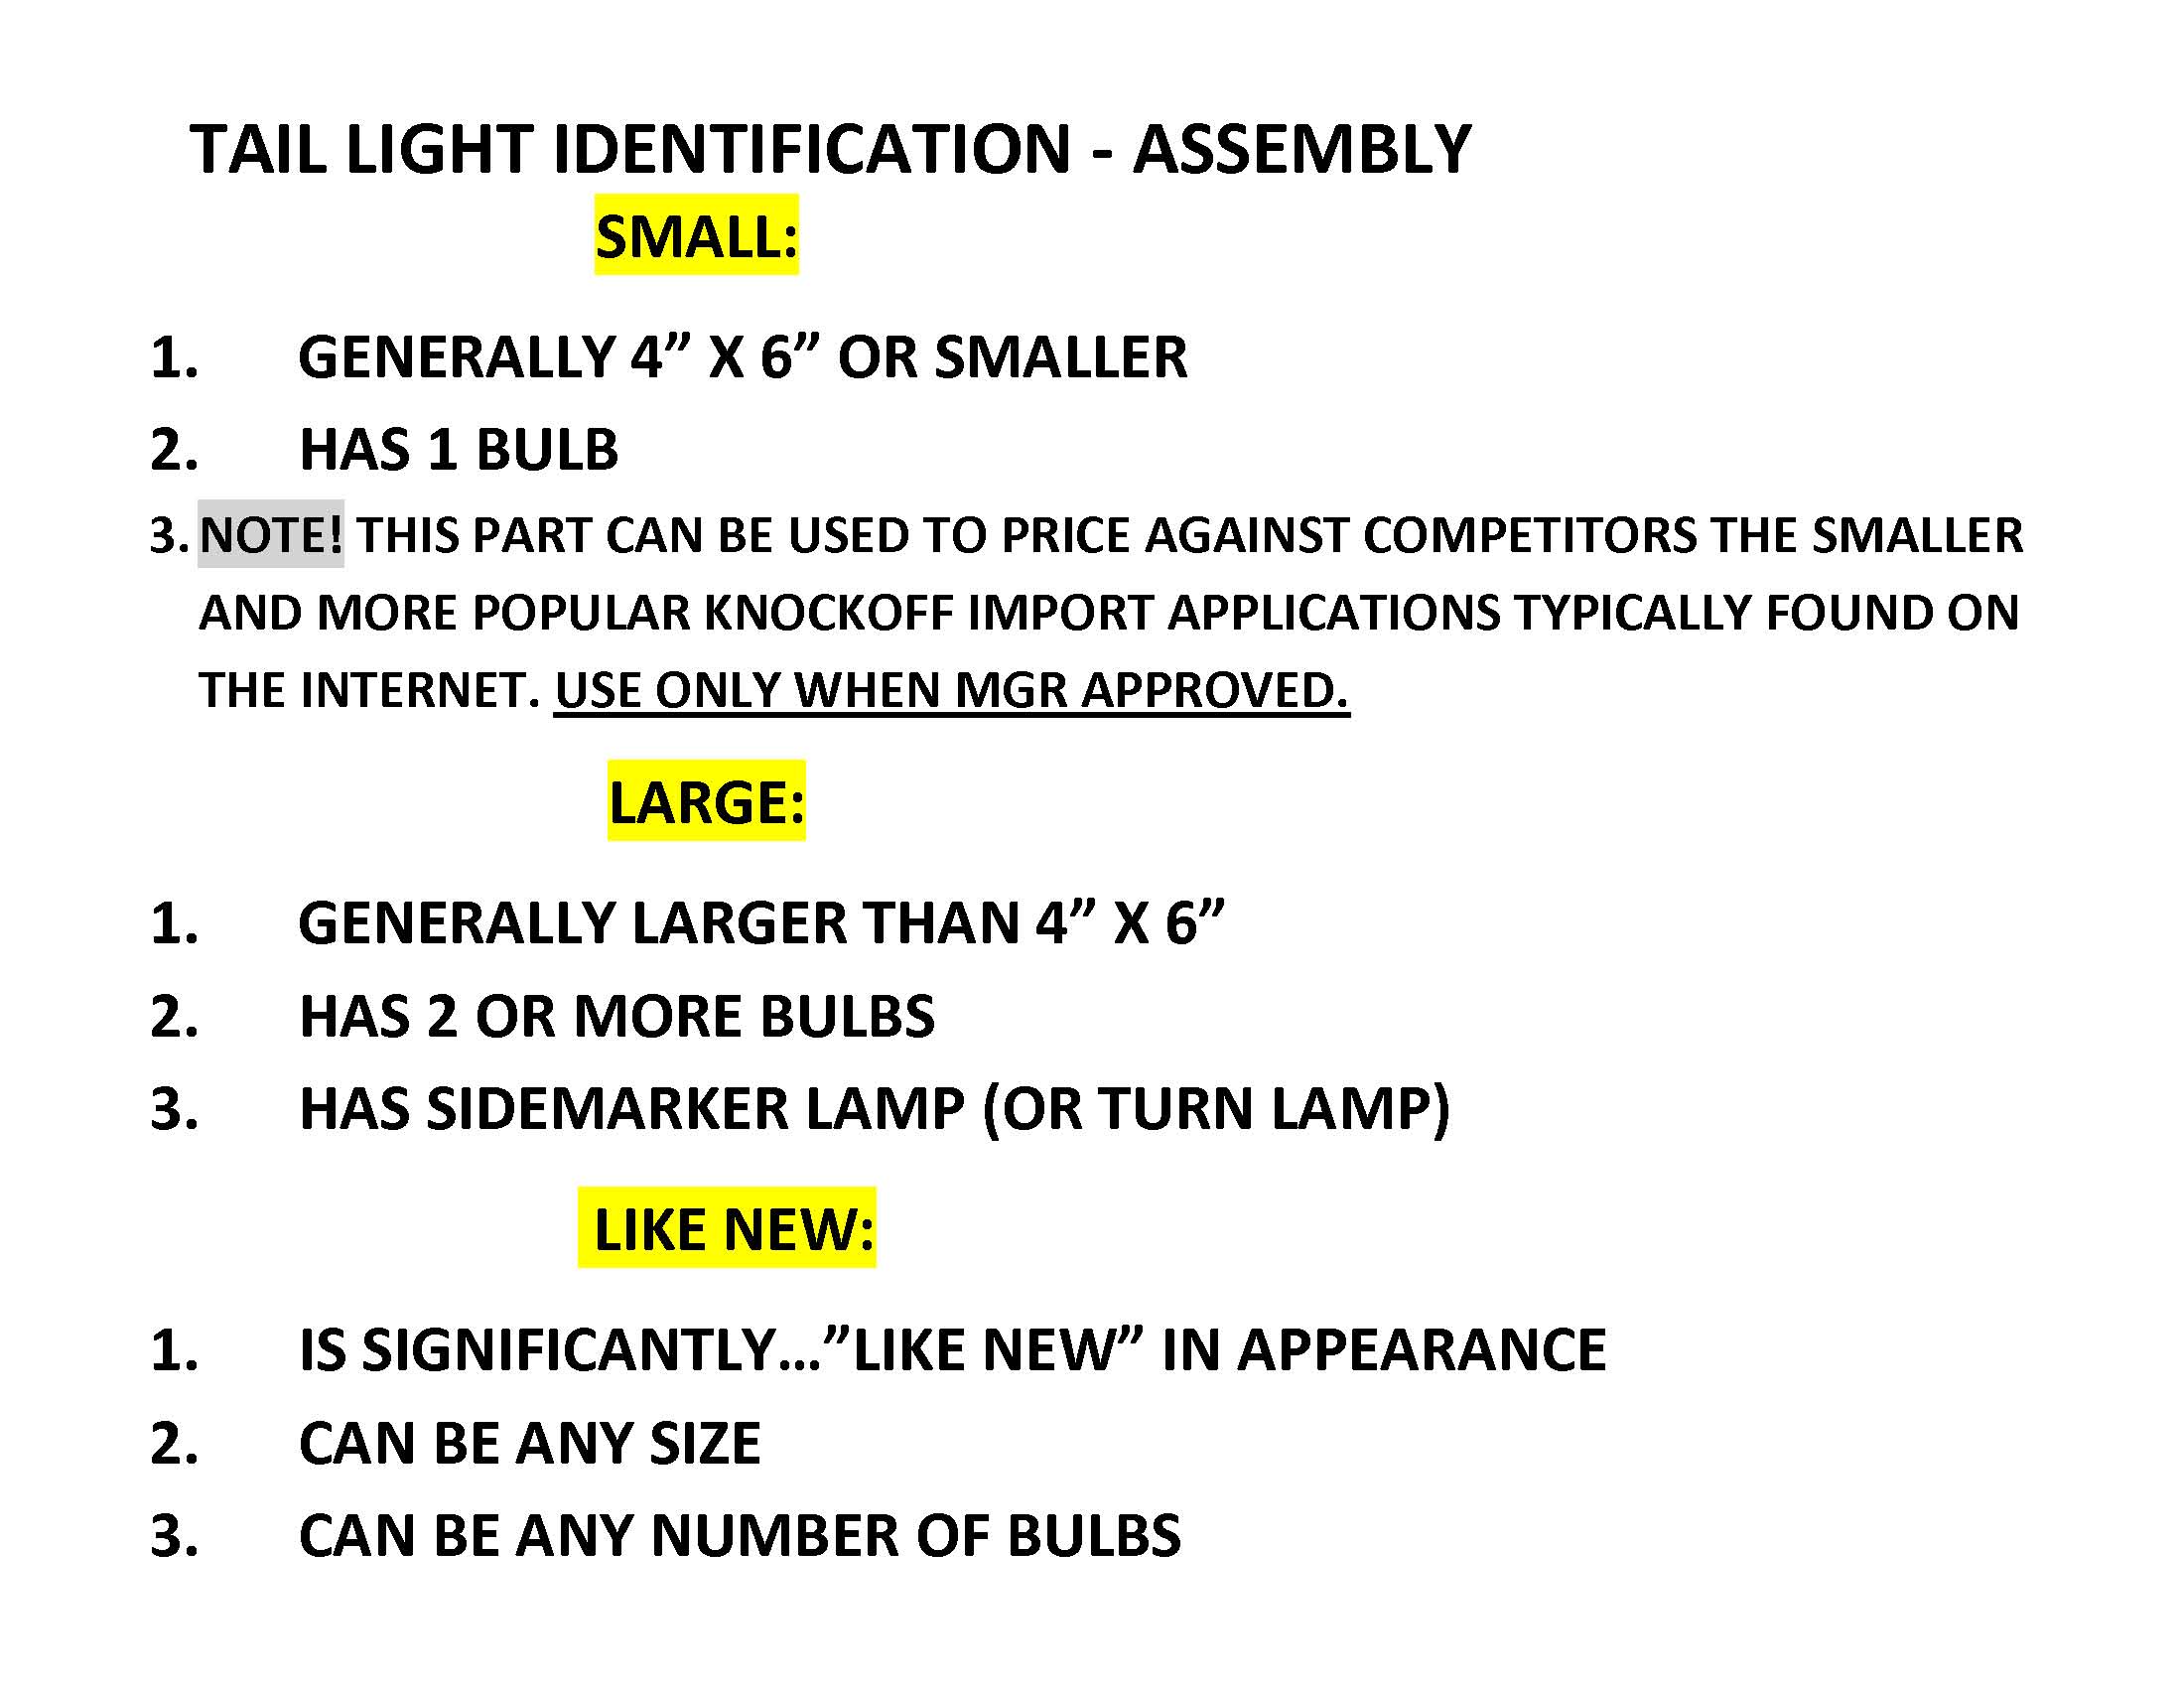 TAIL LIGHT IDENTIFICATION - ASSEMBLY
SMALL:
1. GENERALLY 4” X 6” OR SMALLER
2. HAS 1 BULB
3. NOTE! THIS PART CAN BE USED TO PRICE AGAINST COMPETITORS THE SMALLER
AND MORE POPULAR KNOCKOFF IMPORT APPLICATIONS TYPICALLY FOUND ON
THE INTERNET. USE ONLY WHEN MGR APPROVED.
LARGE:
1. GENERALLY LARGER THAN 4” X 6”
2. HAS 2 OR MORE BULBS
3. HAS SIDEMARKER LAMP (OR TURN LAMP)
LIKE NEW:
1. IS SIGNIFICANTLY…”LIKE NEW” IN APPEARANCE
2. CAN BE ANY SIZE
3. CAN BE ANY NUMBER OF BULBS